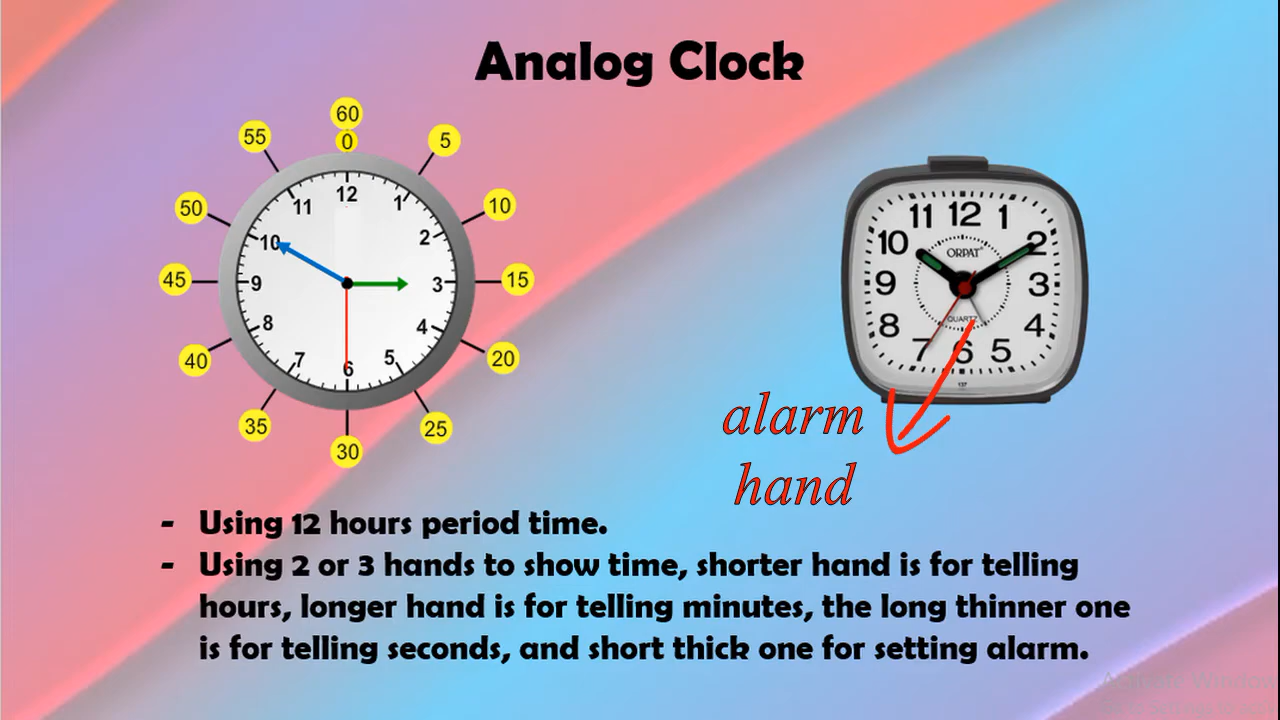 Analog Clock
60
0
55
5
50
10
45
15
40
20
35
25
30
12
11
1
10
2
9
3
8
4
7
5
6
11 12 1
10
2
ORPAT
9
3
QUARTZ
8
4
7 6 5
137
alarm
hand
- Using 12 hours period time.
- Using 2 or 3 hands to show time, shorter hand is for telling
hours, longer hand is for telling minutes, the long thinner one
is for telling seconds, and short thick one for setting alarm.
Activate Window